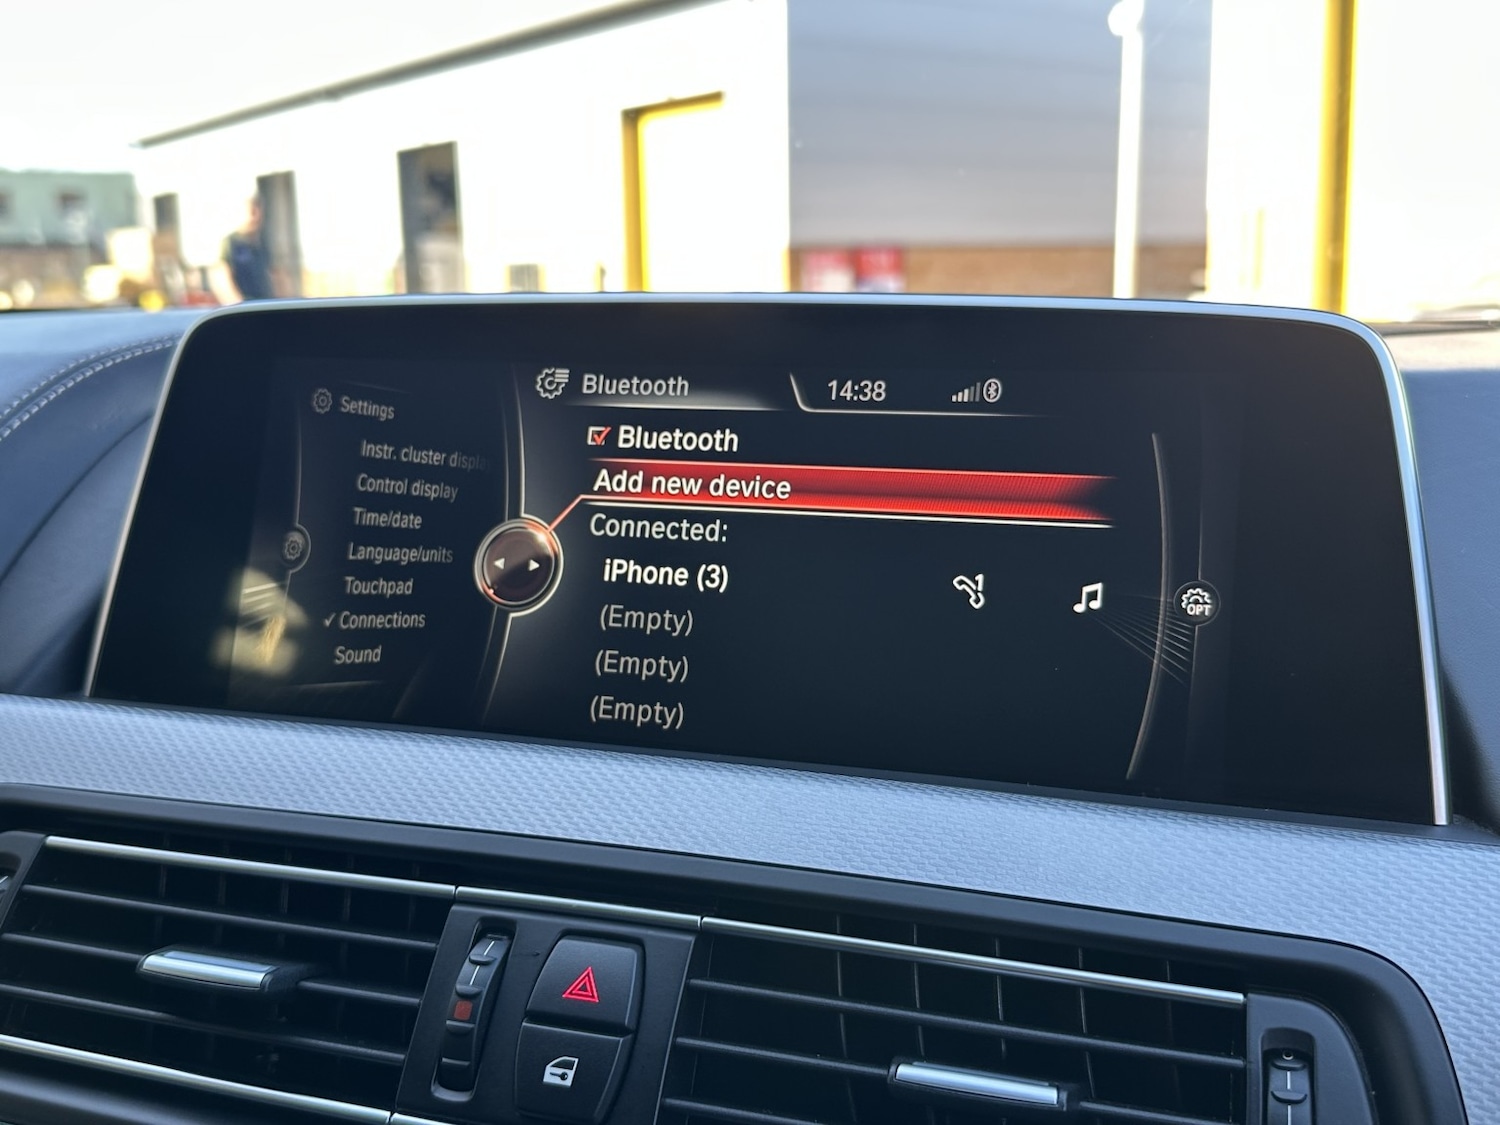 Settings
Instr. cluster display
Control display
Time/date
Language/units
Touchpad
Connections
Sound
Bluetooth
14:38
Bluetooth
Add new device
Connected:
iPhone (3)
(Empty)
(Empty)
(Empty)
OPT